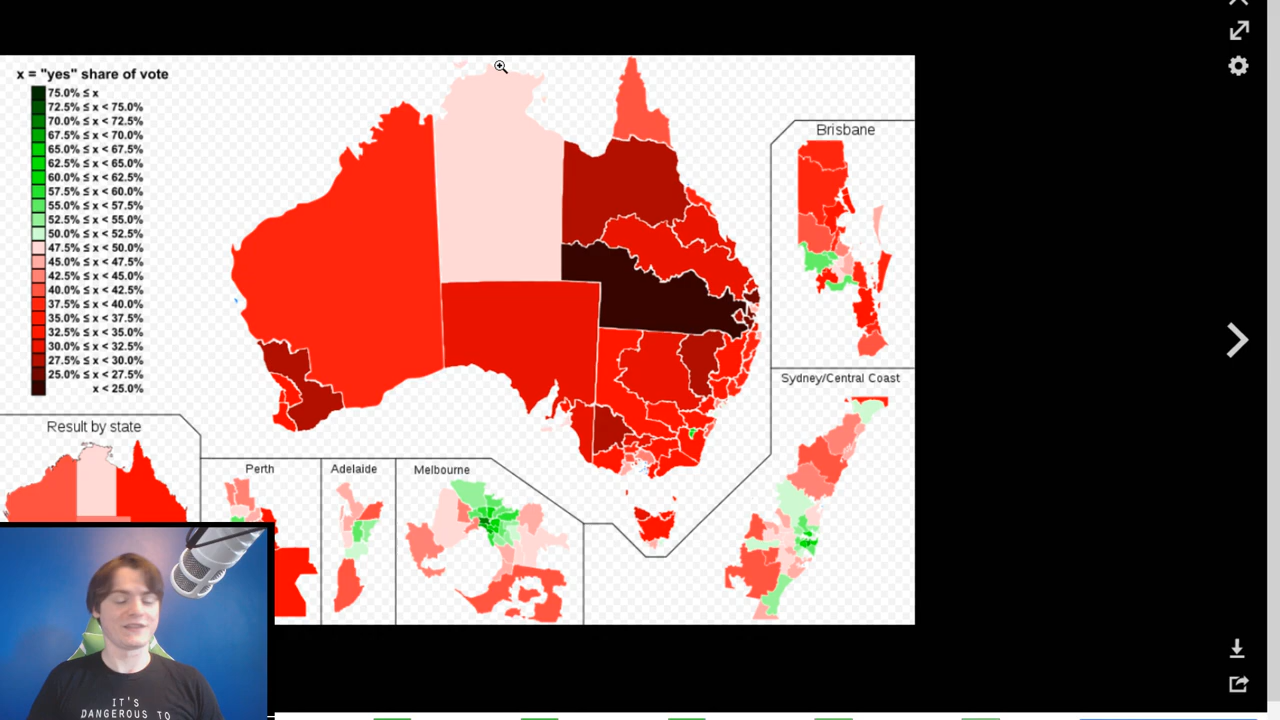 x = "yes" share of vote
75.0% ≤ x
72.5% ≤ x < 75.0%
70.0% ≤ x < 72.5%
67.5% ≤ x < 70.0%
65.0% ≤ x < 67.5%
62.5% ≤ x < 65.0%
60.0% ≤ x < 62.5%
57.5% ≤ x < 60.0%
55.0% ≤ x < 57.5%
52.5% ≤ x < 55.0%
50.0% ≤ x < 52.5%
47.5% ≤ x < 50.0%
45.0% ≤ x < 47.5%
42.5% ≤ x < 45.0%
40.0% ≤ x < 42.5%
37.5% ≤ x < 40.0%
35.0% ≤ x < 37.5%
32.5% ≤ x < 35.0%
30.0% ≤ x < 32.5%
27.5% ≤ x < 30.0%
25.0% ≤ x < 27.5%
x < 25.0%
Brisbane
Sydney/Central Coast
Result by state
Perth
Adelaide
Melbourne
IT'S
DANGEROUS TO